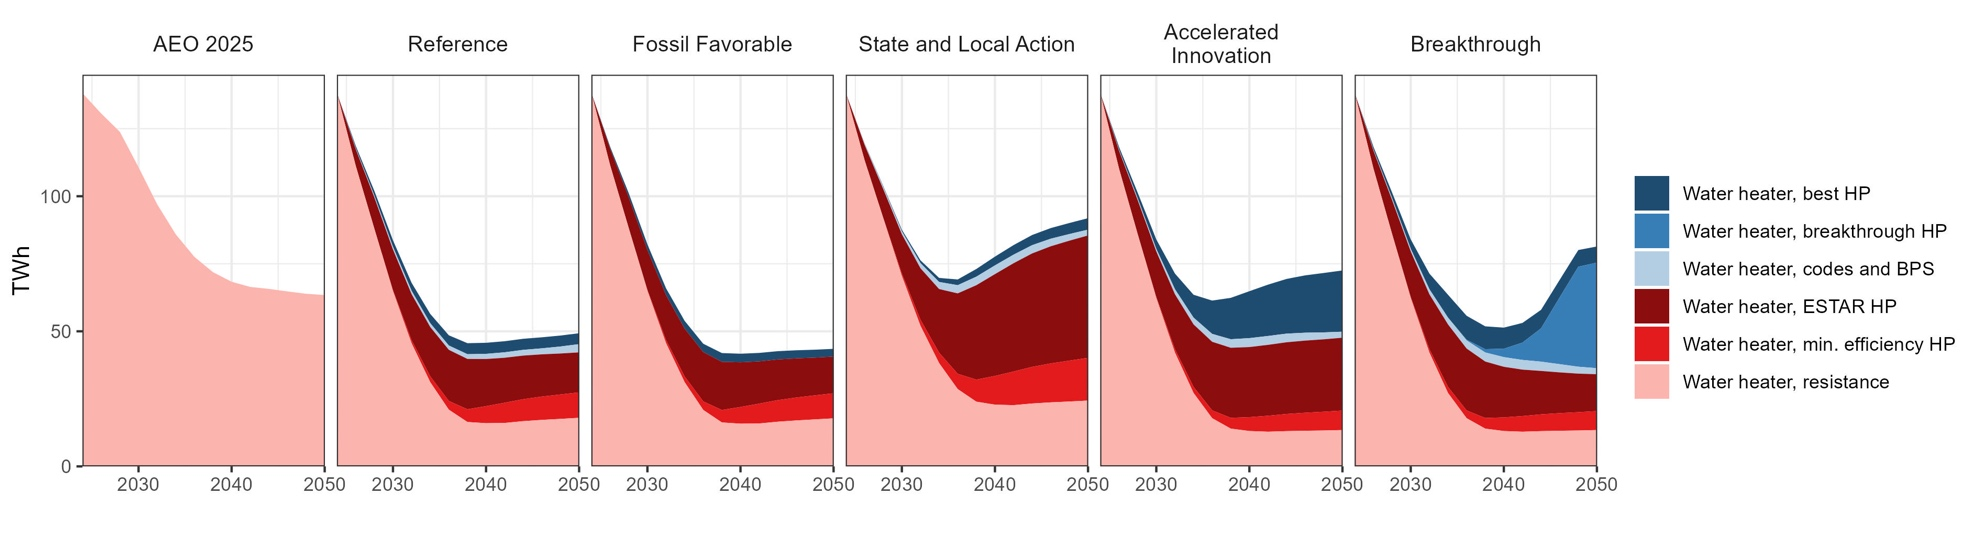 AEO 2025
Reference
Fossil Favorable
State and Local Action
Accelerated
Innovation
Breakthrough
TWh
100
50
0
2030 2040 2050
2030 2040 2050
2030 2040 2050
2030 2040 2050
2030 2040 2050
2030 2040 2050
Water heater, best HP
Water heater, breakthrough HP
Water heater, codes and BPS
Water heater, ESTAR HP
Water heater, min. efficiency HP
Water heater, resistance